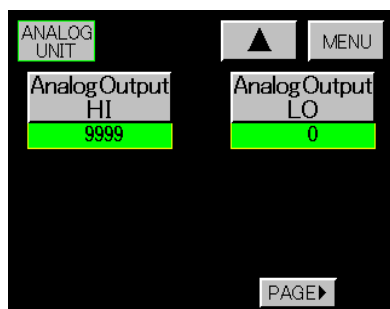 ANALOG
UNIT
▲
MENU
Analog Output
HI
9999
Analog Output
LO
0
PAGE▶